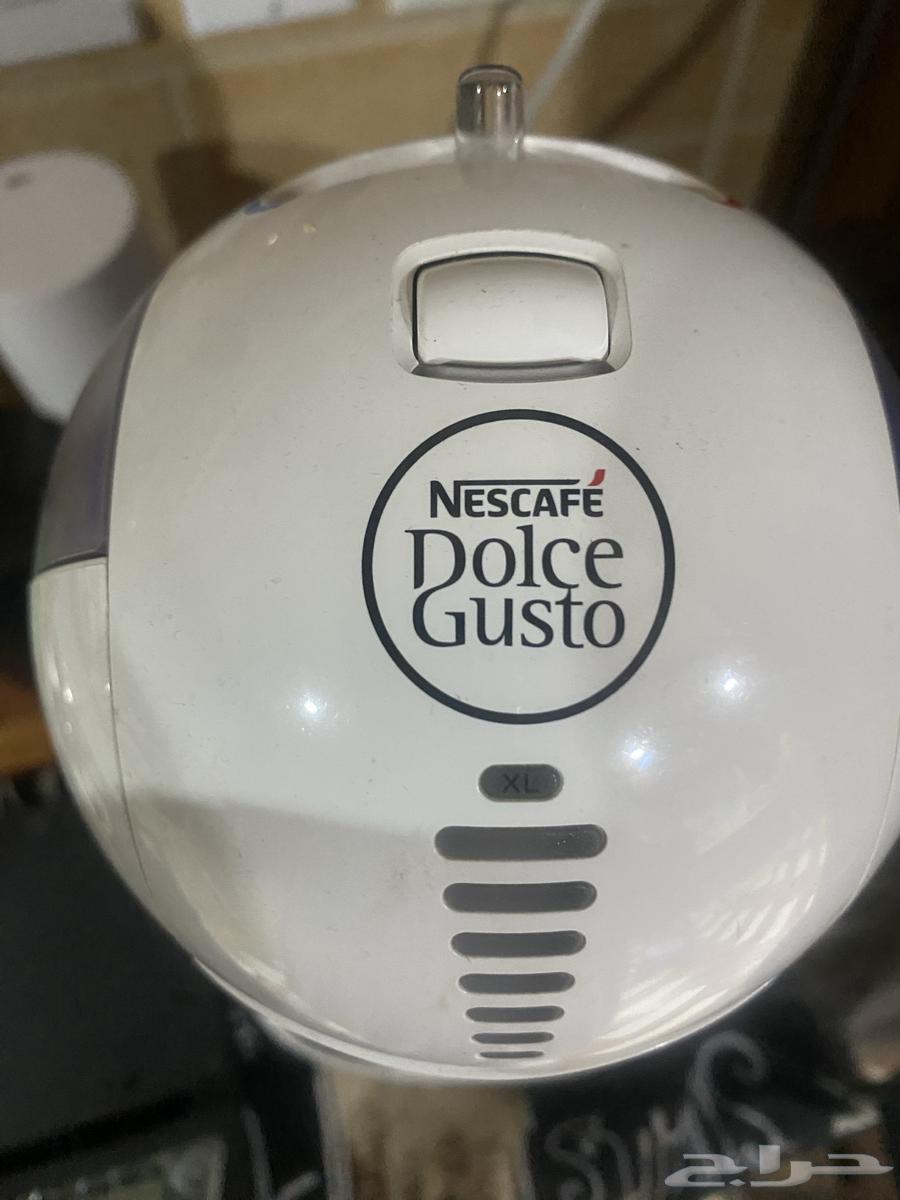 NESCAFÉ
Dolce
Gusto
XL
حراج